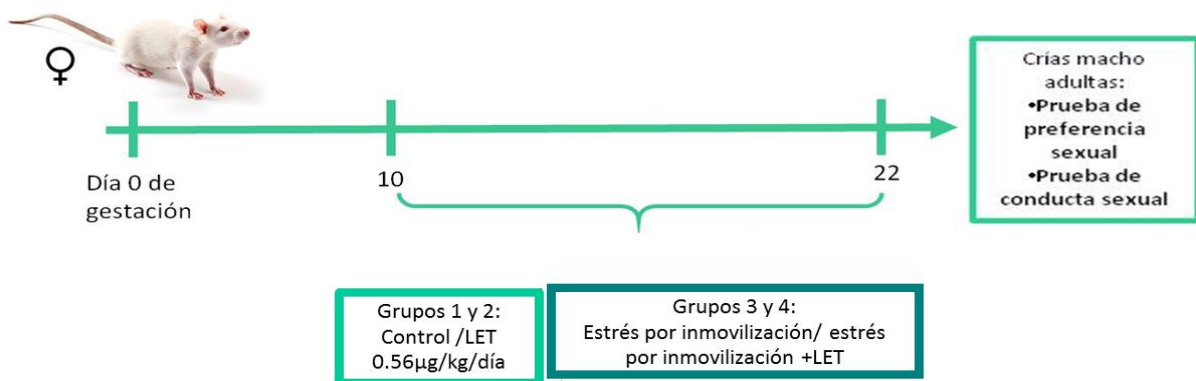 ♀
Día 0 de
gestación
10
22
Crías macho
adultas:
•Prueba de
preferencia
sexual
•Prueba de
conducta sexual
Grupos 1 y 2:
Control /LET
0.56µg/kg/día
Grupos 3 y 4:
Estrés por inmovilización/ estrés
por inmovilización +LET